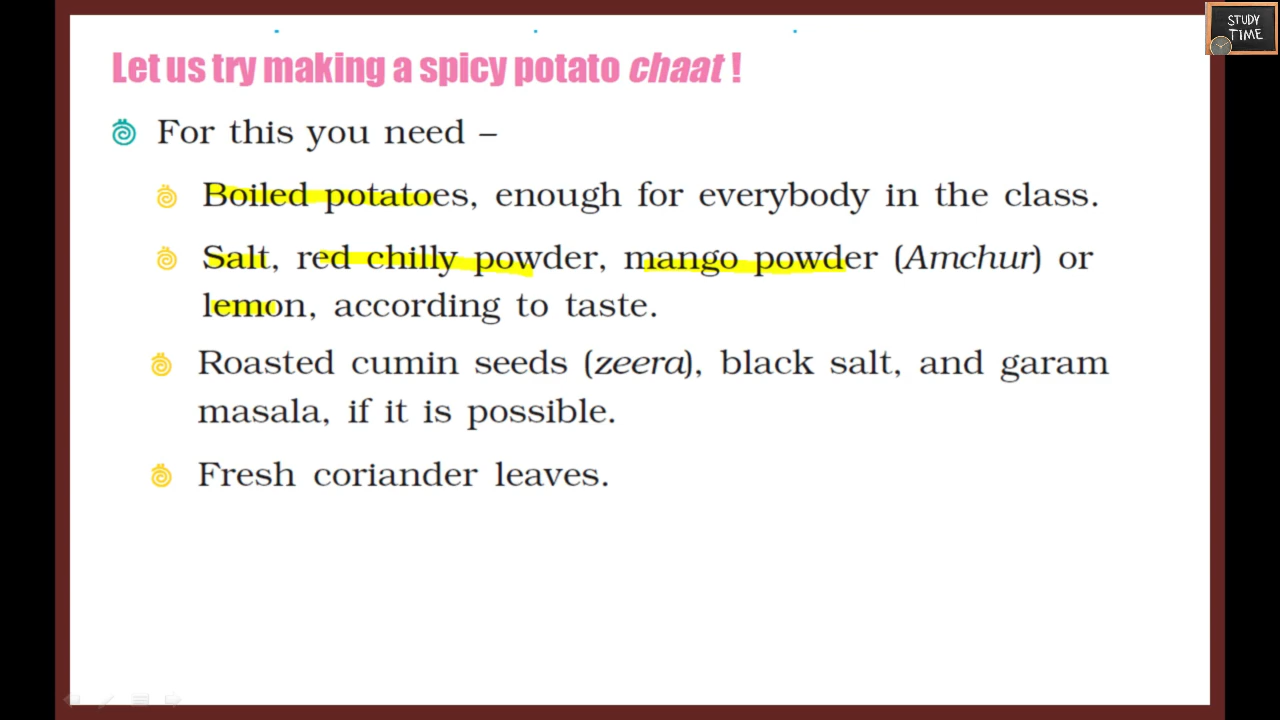 STUDY
TIME
Let us try making a spicy potato chaat !
For this you need –
Boiled potatoes, enough for everybody in the class.
Salt, red chilly powder, mango powder (Amchur) or
lemon, according to taste.
Roasted cumin seeds (zeera), black salt, and garam
masala, if it is possible.
Fresh coriander leaves.